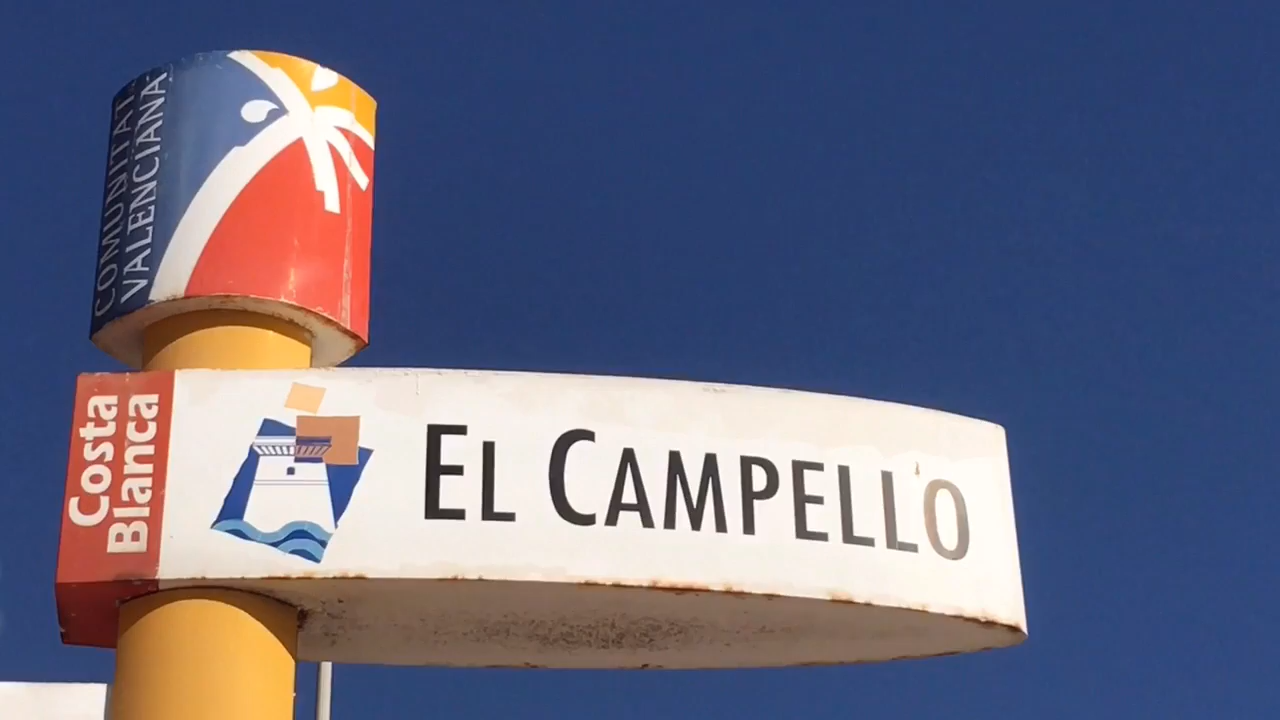 COMUNITAT
VALENCIANA
Costa
Blanca
EL CAMPELLO